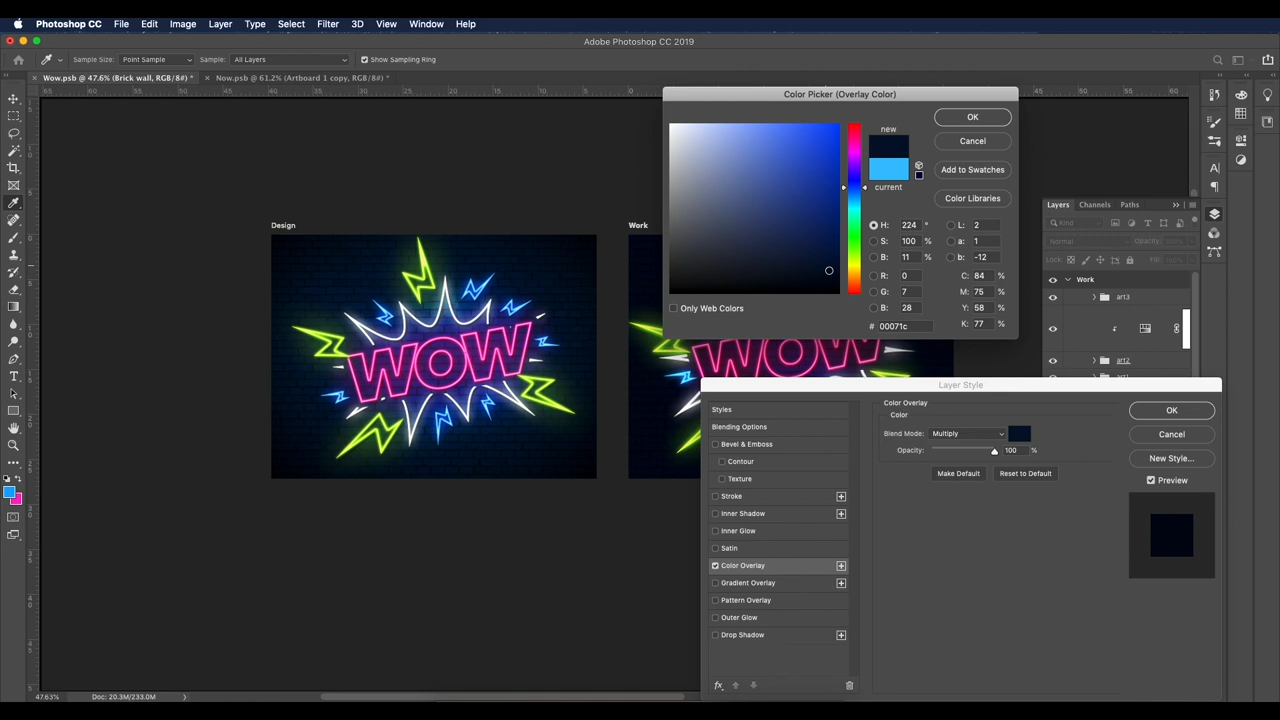 Photoshop CC File Edit Image Layer Type Select Filter 3D View Window Help
Adobe Photoshop CC 2019
Sample Size: Point Sample Sample: All Layers Show Sampling Ring
Wow.psb @ 47.6% (Brick wall, RGB/8#) * Now.psb @ 61.2% (Artboard 1 copy, RGB/8#) *
Color Picker (Overlay Color)
new
current
OK
Cancel
Add to Swatches
Color Libraries
H: 224 °
S: 100 %
B: 11 %
R: 0
G: 7
B: 28
# 00071c
L: 2
a: 1
b: -12
C: 84 %
M: 75 %
Y: 58 %
K: 77 %
Only Web Colors
Design
WOW
Work
WOW
Layers Channels Paths
Kind
Normal Opacity:
Lock: Fill:
Work
art3
art2
Layer Style
Styles
Blending Options
Bevel & Emboss
Contour
Texture
Stroke
Inner Shadow
Inner Glow
Satin
Color Overlay
Gradient Overlay
Pattern Overlay
Outer Glow
Drop Shadow
fx
Color Overlay
Color
Blend Mode: Multiply
Opacity: 100 %
Make Default Reset to Default
OK
Cancel
New Style...
Preview
47.63% Doc: 20.3M/233.0M